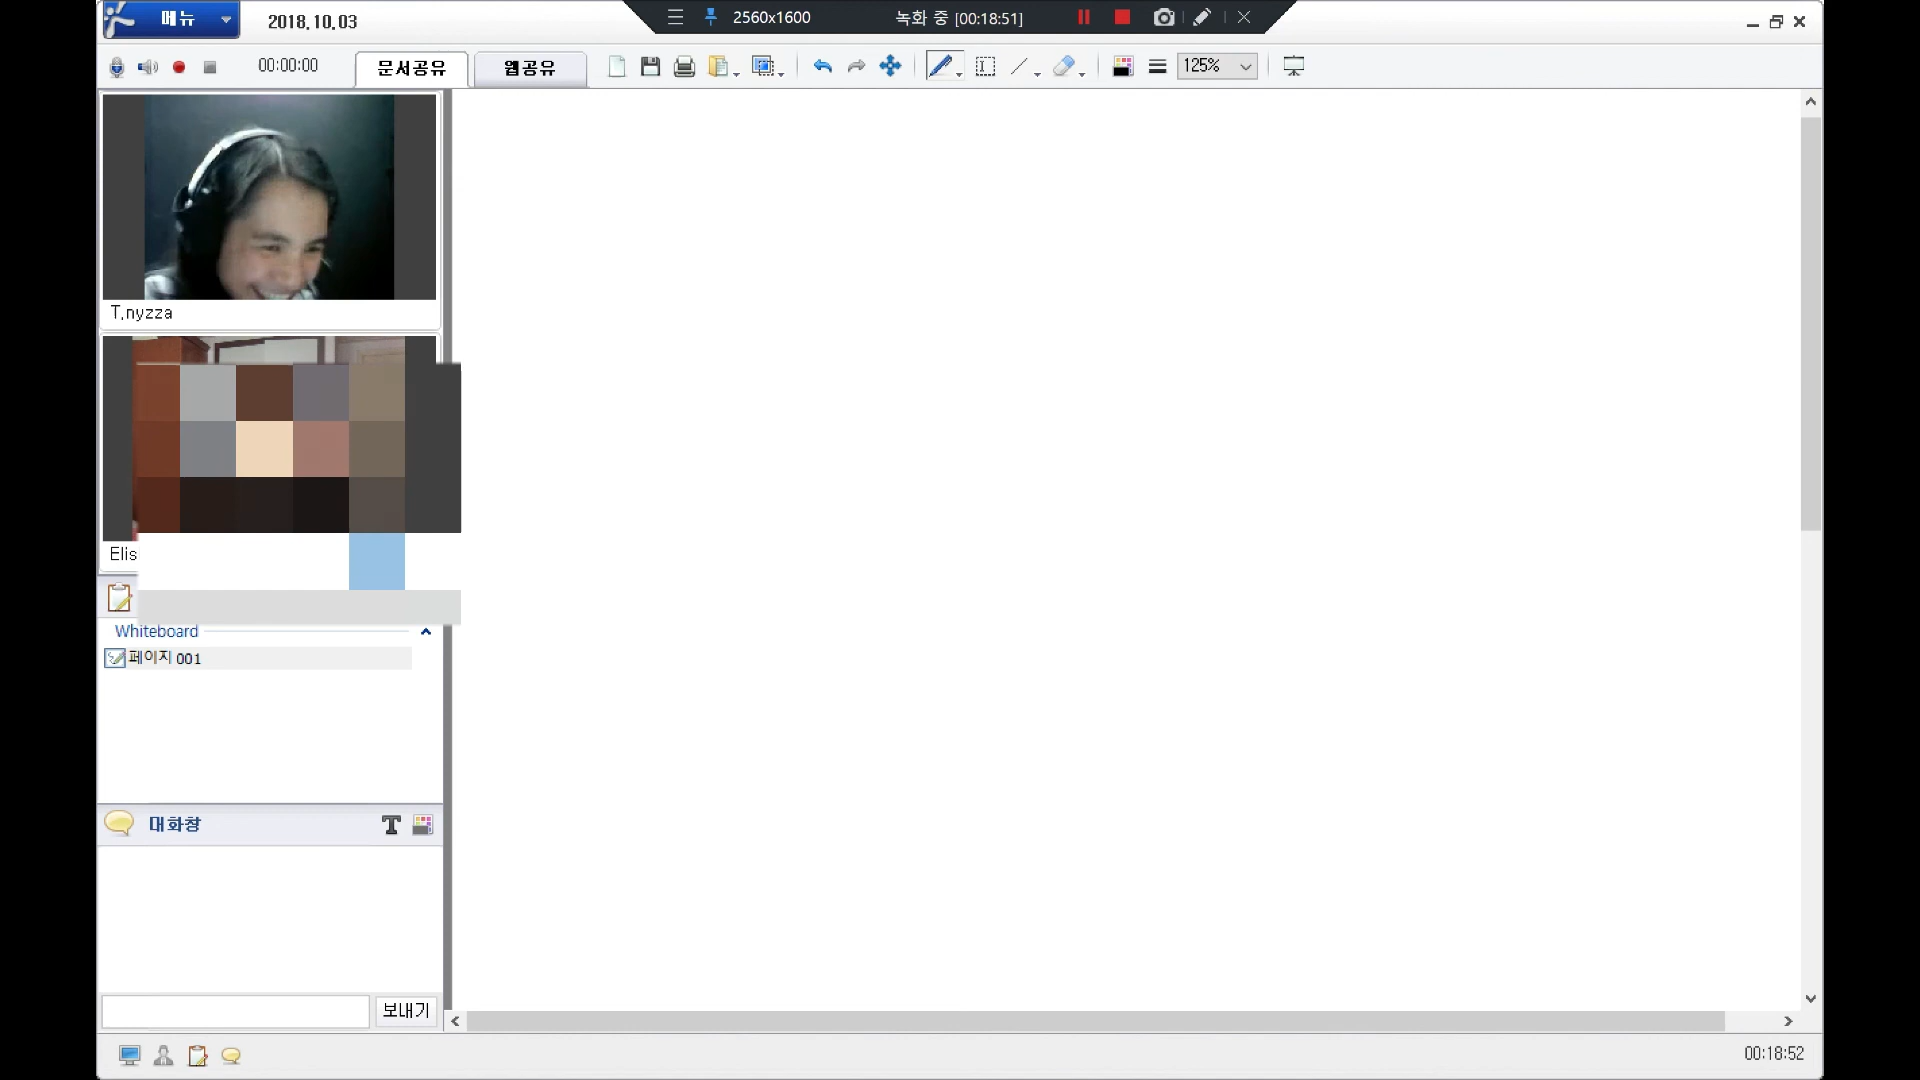 메뉴
2018.10.03
2560x1600
녹화 중 [00:18:51]
00:00:00
문서공유
웹공유
125%
T.nyzza
Elis
Whiteboard
페이지 001
대화창
T
보내기
00:18:52